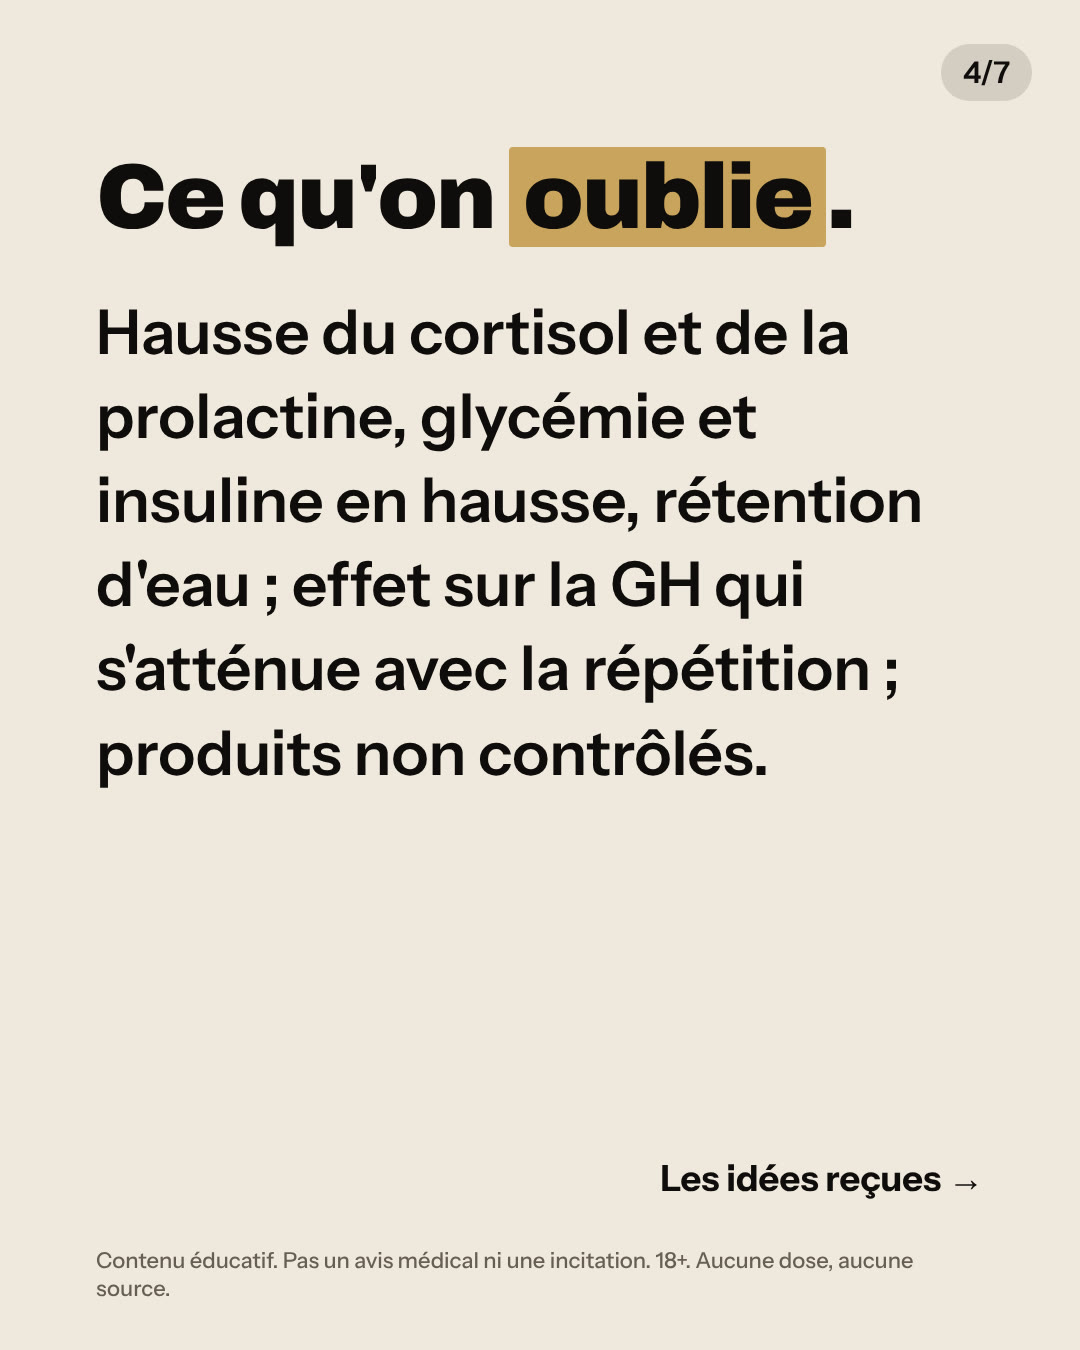 4/7
Ce qu'on oublie.
Hausse du cortisol et de la
prolactine, glycémie et
insuline en hausse, rétention
d'eau ; effet sur la GH qui
s'atténue avec la répétition ;
produits non contrôlés.
Les idées reçues →
Contenu éducatif. Pas un avis médical ni une incitation. 18+. Aucune dose, aucune
source.